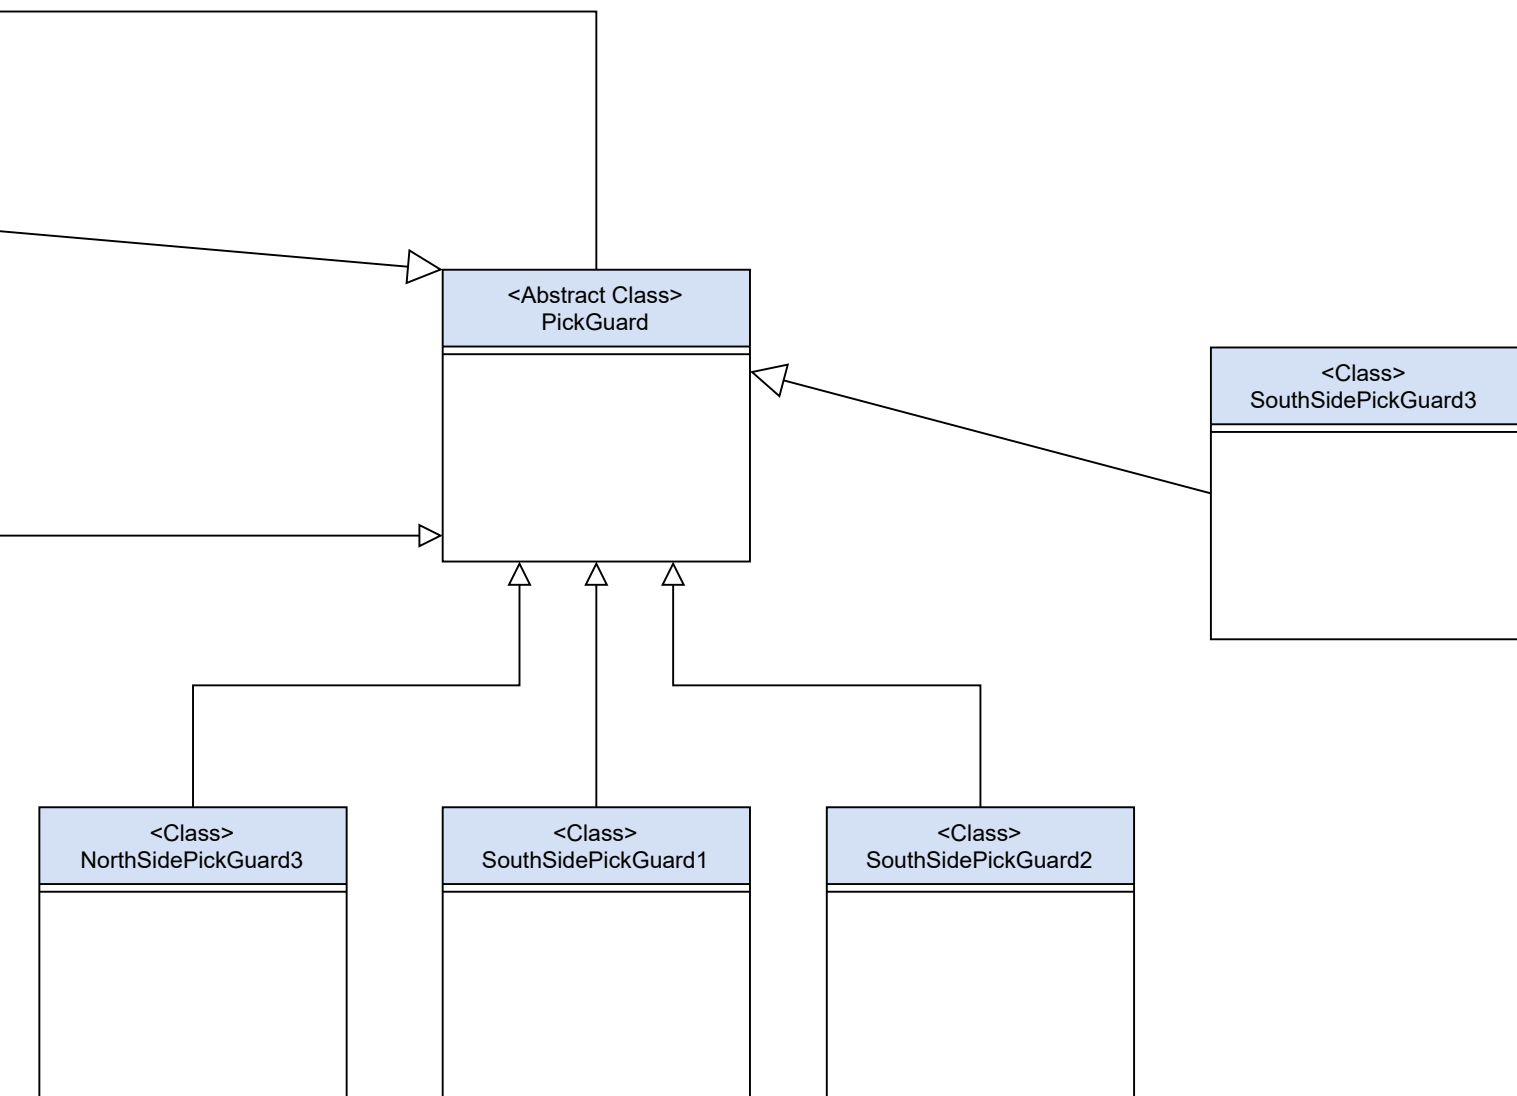 <Abstract Class>
PickGuard
<Class>
SouthSidePickGuard3
<Class>
NorthSidePickGuard3
<Class>
SouthSidePickGuard1
<Class>
SouthSidePickGuard2